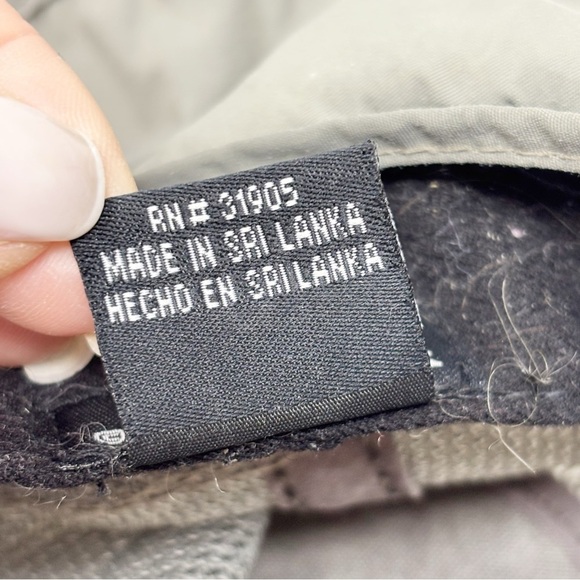 RN# 31905
MADE IN SRI LANKA
HECHO EN SRI LANKA